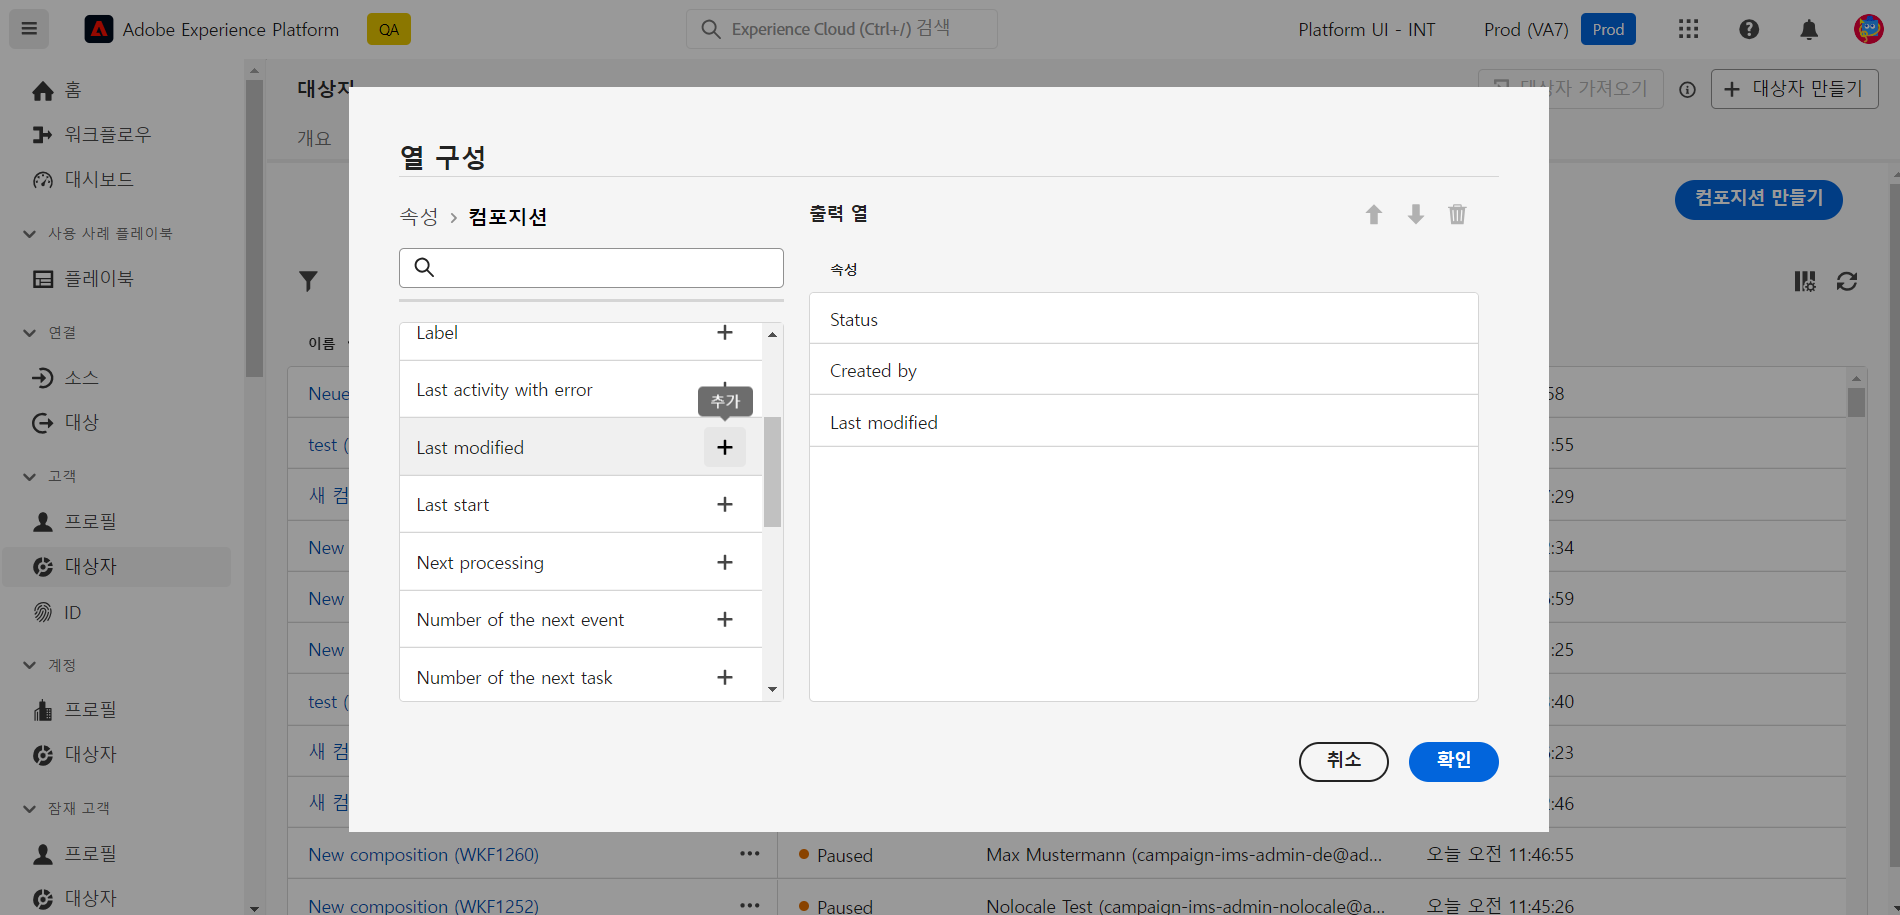 Adobe Experience Platform
QA
Experience Cloud (Ctrl+/) 검색
Platform UI - INT
Prod (VA7)
Prod
홈
워크플로우
대시보드
사용 사례 플레이북
플레이북
연결
소스
대상
고객
프로필
대상자
ID
계정
프로필
대상자
잠재 고객
프로필
대상자
대상자
대상자 가져오기
대상자 만들기
개요
컴포지션 만들기
이름
열 구성
속성 > 컴포지션
Label
Last activity with error
추가
Last modified
Last start
Next processing
Number of the next event
Number of the next task
출력 열
속성
Status
Created by
Last modified
취소
확인
Neue
:58
test (
:55
새 컴
:29
New
:34
New
:59
New
:25
test (
:40
새 컴
:23
새 컴
:46
New composition (WKF1260)
Paused
Max Mustermann (campaign-ims-admin-de@ad...
오늘 오전 11:46:55
New composition (WKF1252)
Paused
Nolocale Test (campaign-ims-admin-nolocale@a...
오늘 오전 11:45:26